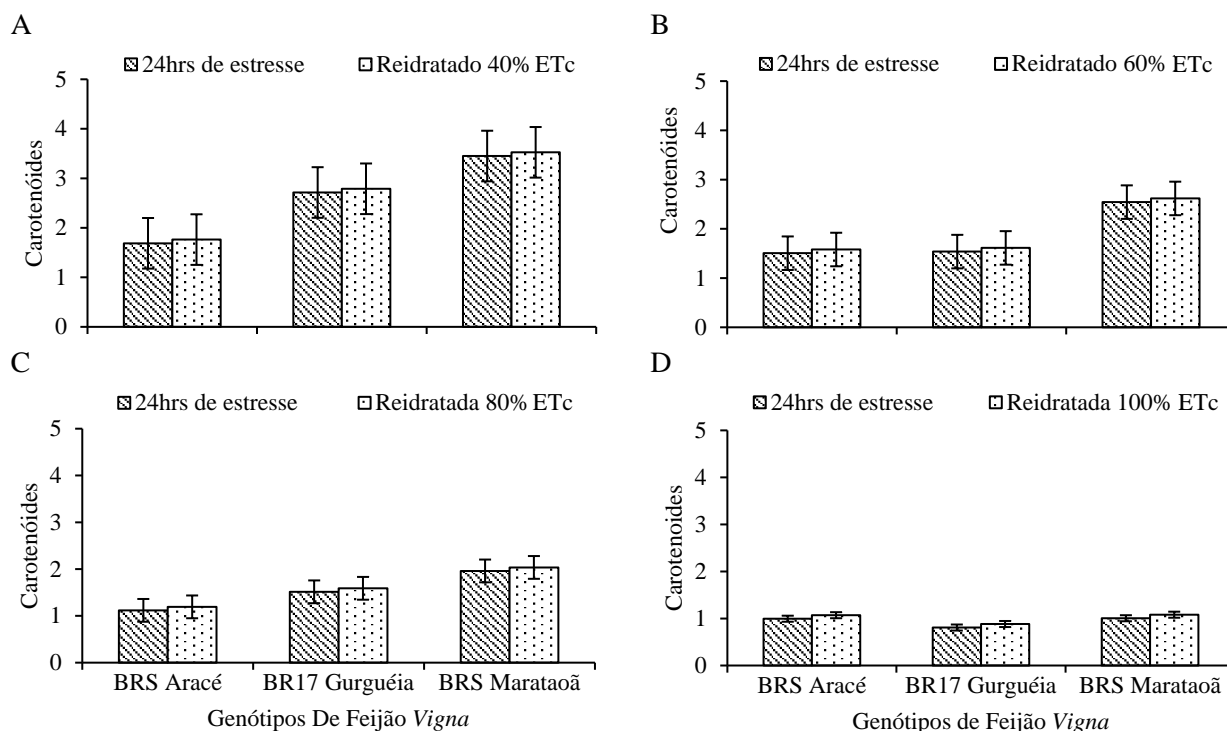 A
24hrs de estresse Reidratado 40% ETc
Carotenóides
5
4
3
2
1
0
B
24hrs de estresse Reidratado 60% ETc
Carotenóides
5
4
3
2
1
0
C
24hrs de estresse Reidratada 80% ETc
Carotenóides
5
4
3
2
1
0
BRS Aracé BR17 Gurguéia BRS Marataoã
Genótipos De Feijão Vigna
D
24hrs de estresse Reidratada 100% ETc
Carotenoides
5
4
3
2
1
0
BRS Aracé BR17 Gurguéia BRS Marataoã
Genótipos de Feijão Vigna